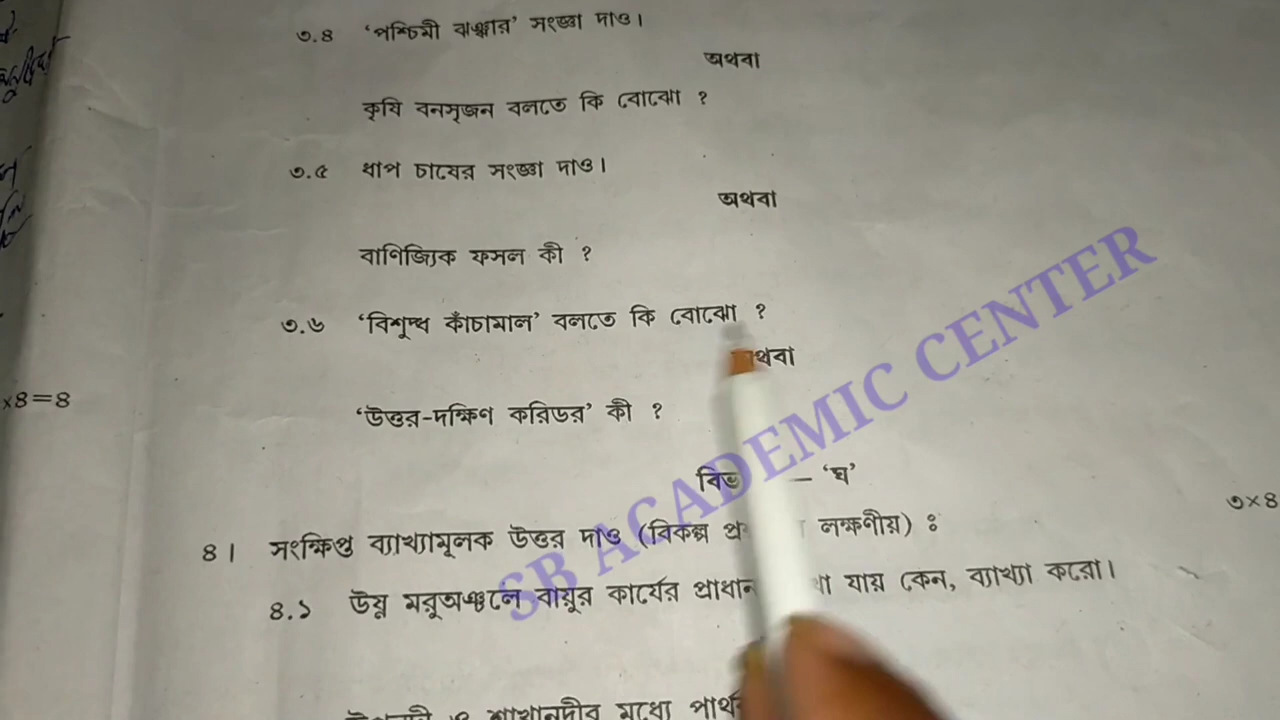 ৩.৪ ‘পশ্চিমী ঝঞ্ঝার’ সংজ্ঞা দাও।
অথবা
কৃষি বনসৃজন বলতে কি বোঝো ?
৩.৫ ধাপ চাষের সংজ্ঞা দাও।
অথবা
বাণিজ্যিক ফসল কী ?
৩.৬ ‘বিশুদ্ধ কাঁচামাল’ বলতে কি বোঝো ?
থবা
×৪=৪
‘উত্তর-দক্ষিণ করিডর’ কী ?
— ‘ঘ’
৩×৪
৪। সংক্ষিপ্ত ব্যাখ্যামূলক উত্তর দাও (বিকল্প লক্ষণীয়) ঃ
৪.১ উষ্ণ মরুঅঞ্চলে বায়ুর কার্যের যায় কেন, ব্যাখ্যা করো।
ও শাখানদীর মধ্যে
SB ACADEMIC CENTER